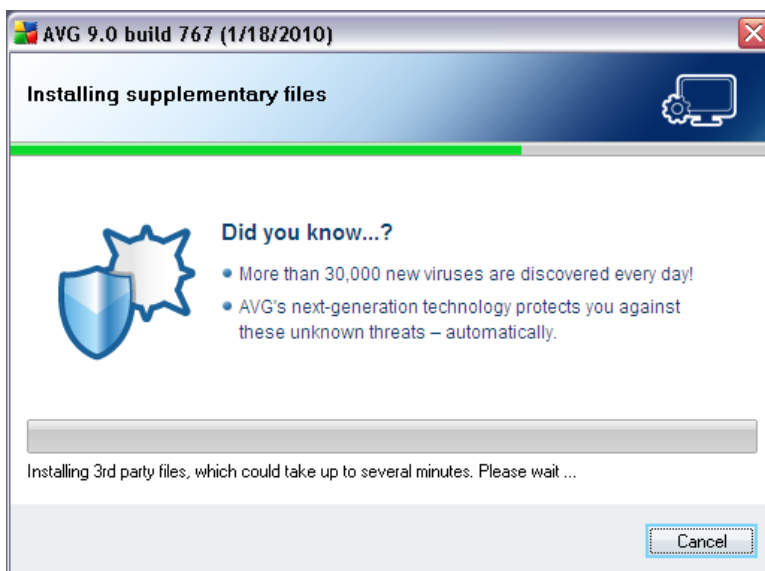 AVG 9.0 build 767 (1/18/2010)
Installing supplementary files
Did you know...?
More than 30,000 new viruses are discovered every day!
AVG's next-generation technology protects you against
these unknown threats – automatically.
Installing 3rd party files, which could take up to several minutes. Please wait ...
Cancel